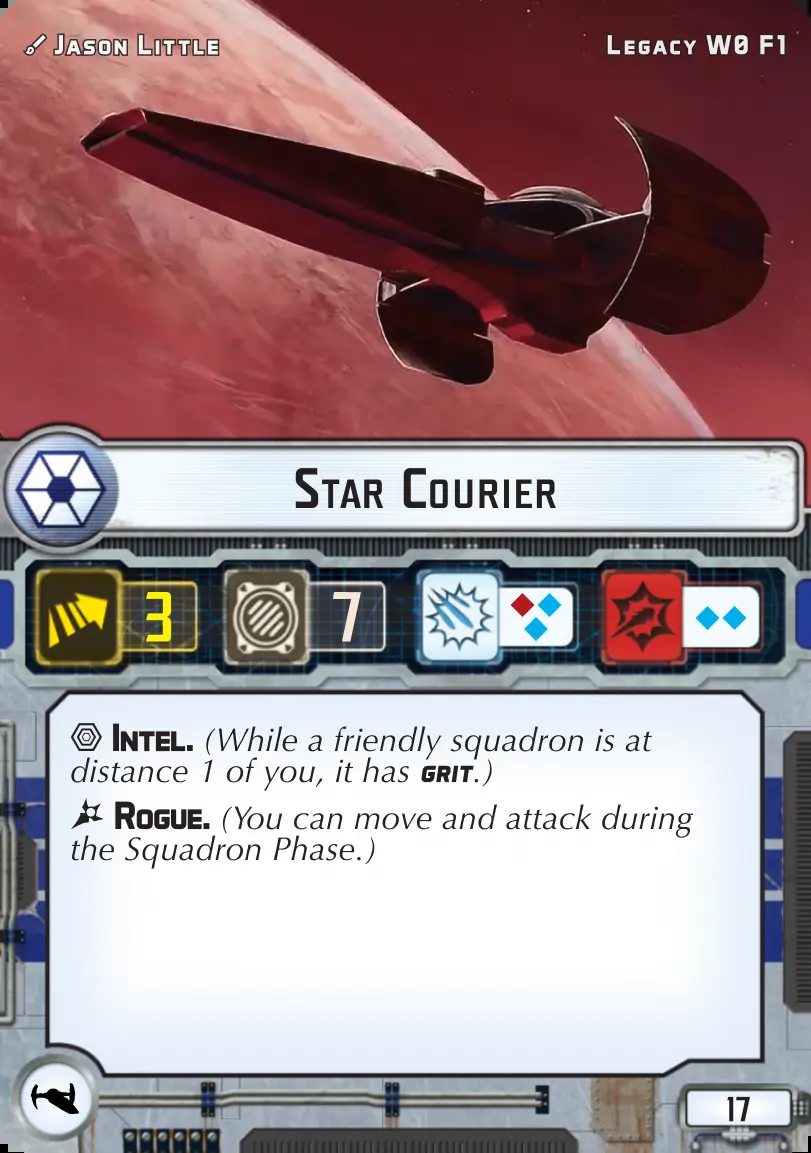 Jason Little
Legacy W0 F1
Star Courier
3
7
Intel. (While a friendly squadron is at
distance 1 of you, it has GRIT.)
Rogue. (You can move and attack during
the Squadron Phase.)
17